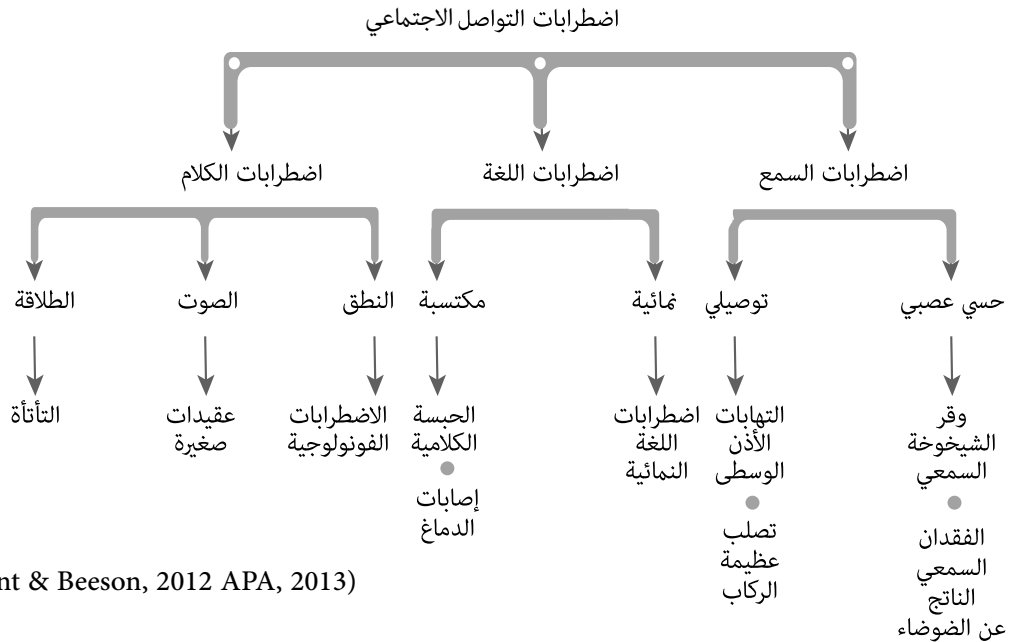 اضطرابات التواصل الاجتماعي
اضطرابات السمع
اضطرابات اللغة
اضطرابات الكلام
حسي عصبي
توصيلي
نمائية
مكتسبة
النطق
الصوت
الطلاقة
وقر
الشيخوخة
السمعي
الفقدان
السمعي
الناتج
عن الضوضاء
التهابات
الأذن
الوسطى
تصلب
عظيمة
الركاب
اضطرابات
اللغة
النمائية
الحبسة
الكلامية
إصابات
الدماغ
الاضطرابات
الفونولوجية
عقيدات
صغيرة
التأتأة
nt & Beeson, 2012 APA, 2013)